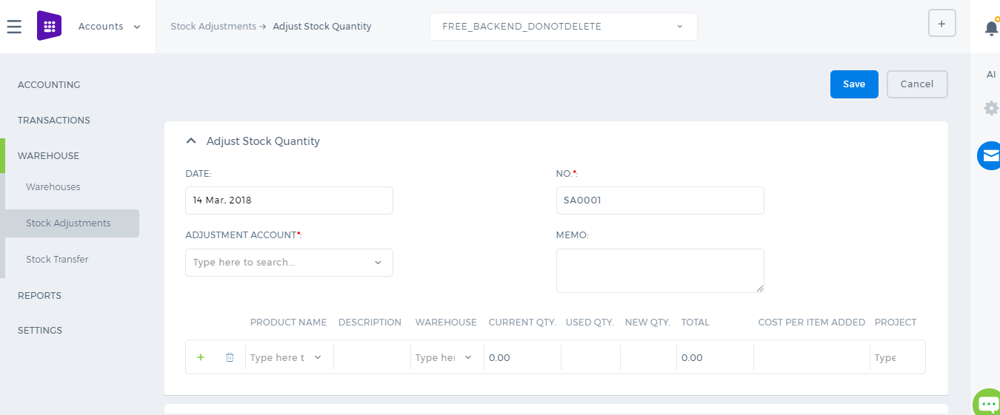 Accounts
Stock Adjustments → Adjust Stock Quantity
FREE_BACKEND_DONOTDELETE
+
AI
ACCOUNTING
TRANSACTIONS
WAREHOUSE
Warehouses
Stock Adjustments
Stock Transfer
REPORTS
SETTINGS
Save
Cancel
Adjust Stock Quantity
DATE:
NO.*:
14 Mar, 2018
SA0001
ADJUSTMENT ACCOUNT*:
MEMO:
Type here to search...
PRODUCT NAME DESCRIPTION WAREHOUSE CURRENT QTY. USED QTY. NEW QTY. TOTAL COST PER ITEM ADDED PROJECT
+ Type here t Type her 0.00 0.00 Type